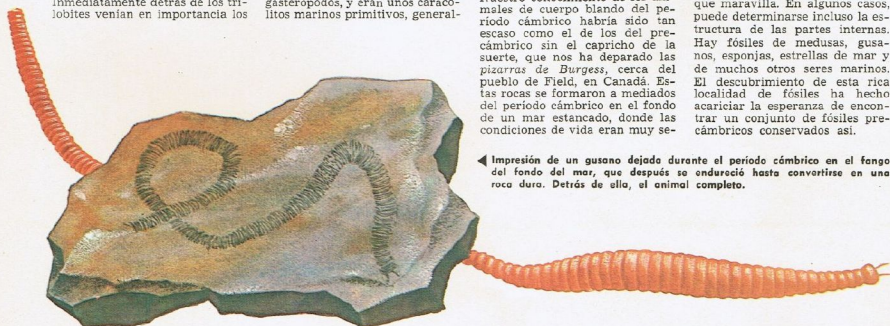 Inmediatamente detrás de los tri-
lobites venían en importancia los
gasterópodos, y eran unos caraco-
litos marinos primitivos, general-
males de cuerpo blando del pe-
ríodo cámbrico habría sido tan
escaso como el de los del pre-
cámbrico sin el capricho de la
suerte, que nos ha deparado las
pizarras de Burgess, cerca del
pueblo de Field, en Canadá. Es-
tas rocas se formaron a mediados
del período cámbrico en el fondo
de un mar estancado, donde las
condiciones de vida eran muy se-
que maravilla. En algunos casos,
puede determinarse incluso la es-
tructura de las partes internas.
Hay fósiles de medusas, gusa-
nos, esponjas, estrellas de mar y
de muchos otros seres marinos.
El descubrimiento de esta rica
localidad de fósiles ha hecho
acariciar la esperanza de encon-
trar un conjunto de fósiles pre-
cámbricos conservados así.
Impresión de un gusano dejado durante el período cámbrico en el fango
del fondo del mar, que después se endureció hasta convertirse en una
roca dura. Detrás de ella, el animal completo.